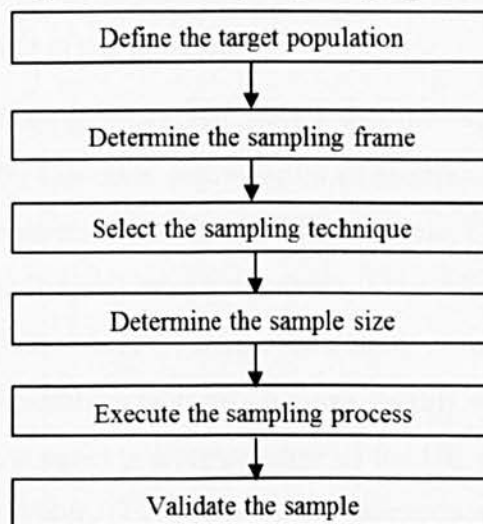 Define the target population
Determine the sampling frame
Select the sampling technique
Determine the sample size
Execute the sampling process
Validate the sample